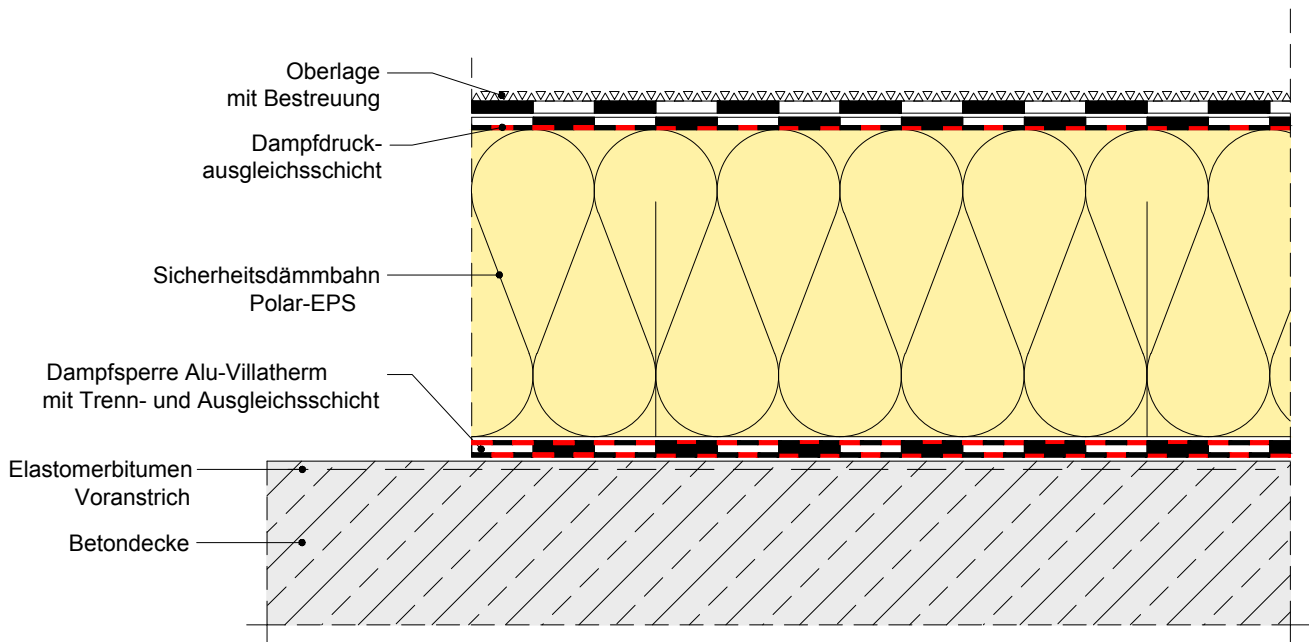 Oberlage
mit Bestreuung
Dampfdruck-
ausgleichsschicht
Sicherheitsdämmbahn
Polar-EPS
Dampfsperre Alu-Villatherm
mit Trenn- und Ausgleichsschicht
Elastomerbitumen
Voranstrich
Betondecke